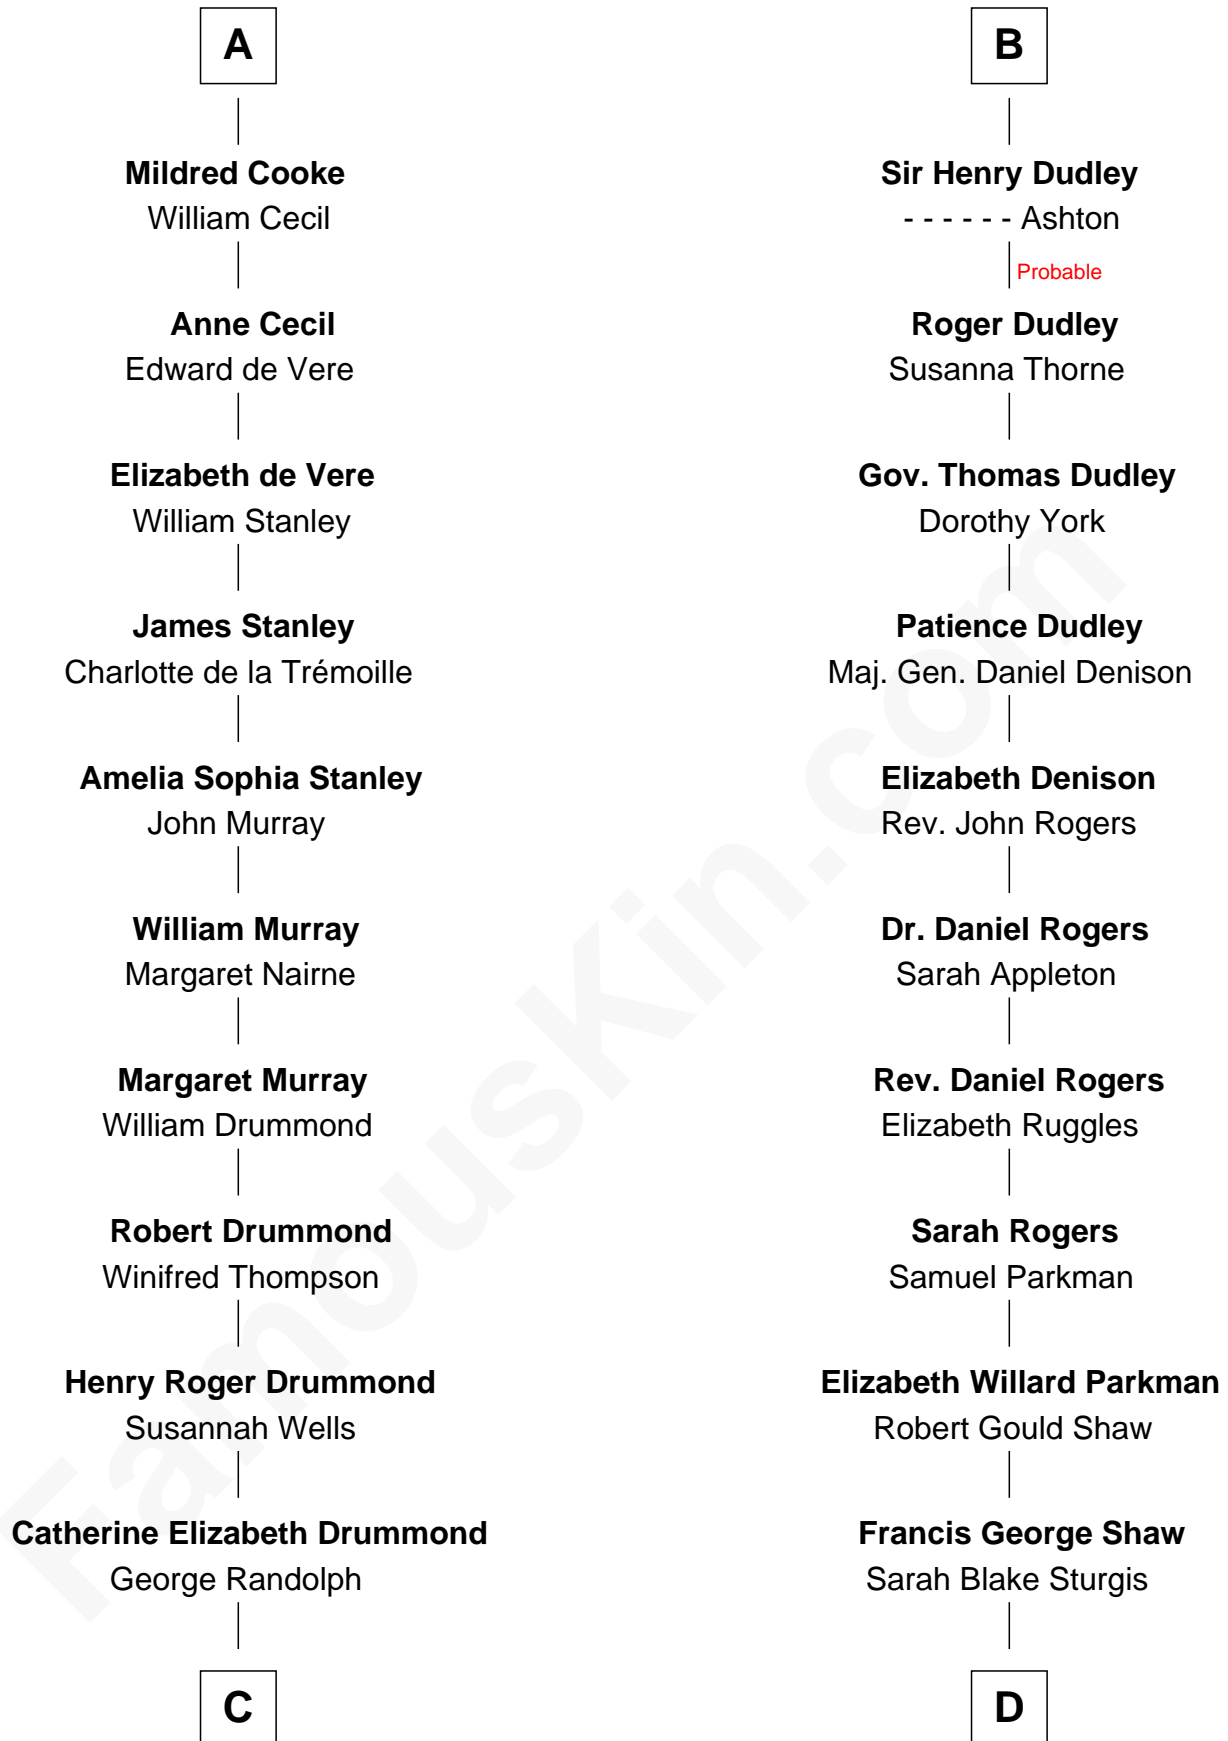 A
Mildred Cooke
William Cecil
Anne Cecil
Edward de Vere
Elizabeth de Vere
William Stanley
James Stanley
Charlotte de la Trémoille
Amelia Sophia Stanley
John Murray
William Murray
Margaret Nairne
Margaret Murray
William Drummond
Robert Drummond
Winifred Thompson
Henry Roger Drummond
Susannah Wells
Catherine Elizabeth Drummond
George Randolph
C
B
Sir Henry Dudley
- - - - - - Ashton
Probable
Roger Dudley
Susanna Thorne
Gov. Thomas Dudley
Dorothy York
Patience Dudley
Maj. Gen. Daniel Denison
Elizabeth Denison
Rev. John Rogers
Dr. Daniel Rogers
Sarah Appleton
Rev. Daniel Rogers
Elizabeth Ruggles
Sarah Rogers
Samuel Parkman
Elizabeth Willard Parkman
Robert Gould Shaw
Francis George Shaw
Sarah Blake Sturgis
D
FamousKin.com